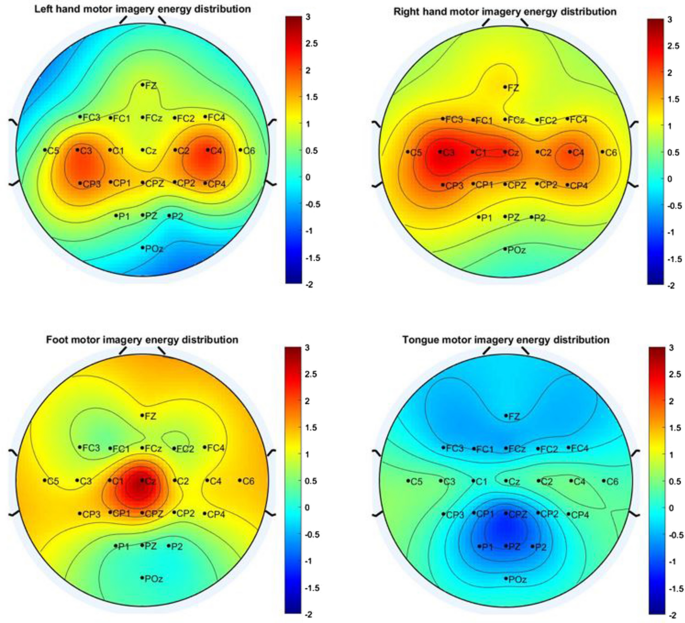 Left hand motor imagery energy distribution
3
2.5
2
1.5
1
0.5
0
-0.5
-1
-1.5
-2
FZ
FC3 FC1 FCz FC2 FC4
C5 C3 C1 Cz C2 C4 C6
CP3 CP1 CPZ CP2 CP4
P1 PZ P2
POz
Right hand motor imagery energy distribution
3
2.5
2
1.5
1
0.5
0
-0.5
-1
-1.5
-2
FZ
FC3 FC1 FCz FC2 FC4
C5 C3 C1 Cz C2 C4 C6
CP3 CP1 CPZ CP2 CP4
P1 PZ P2
POz
Foot motor imagery energy distribution
3
2.5
2
1.5
1
0.5
0
-0.5
-1
-1.5
-2
FZ
FC3 FC1 FCz FC2 FC4
C5 C3 C1 Cz C2 C4 C6
CP3 CP1 CPZ CP2 CP4
P1 PZ P2
POz
Tongue motor imagery energy distribution
3
2.5
2
1.5
1
0.5
0
-0.5
-1
-1.5
-2
FZ
FC3 FC1 FCz FC2 FC4
C5 C3 C1 Cz C2 C4 C6
CP3 CP1 CPZ CP2 CP4
P1 PZ P2
POz